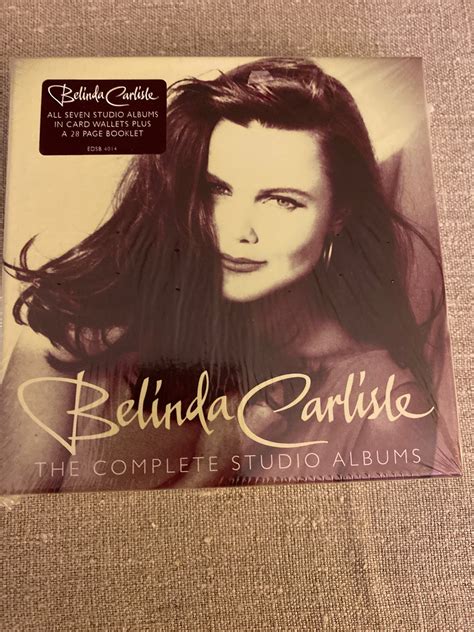 Belinda Carlisle
ALL SEVEN STUDIO ALBUMS
IN CARD WALLETS PLUS
A 28 PAGE BOOKLET
EDSB 4014
Belinda Carlisle
THE COMPLETE STUDIO ALBUMS